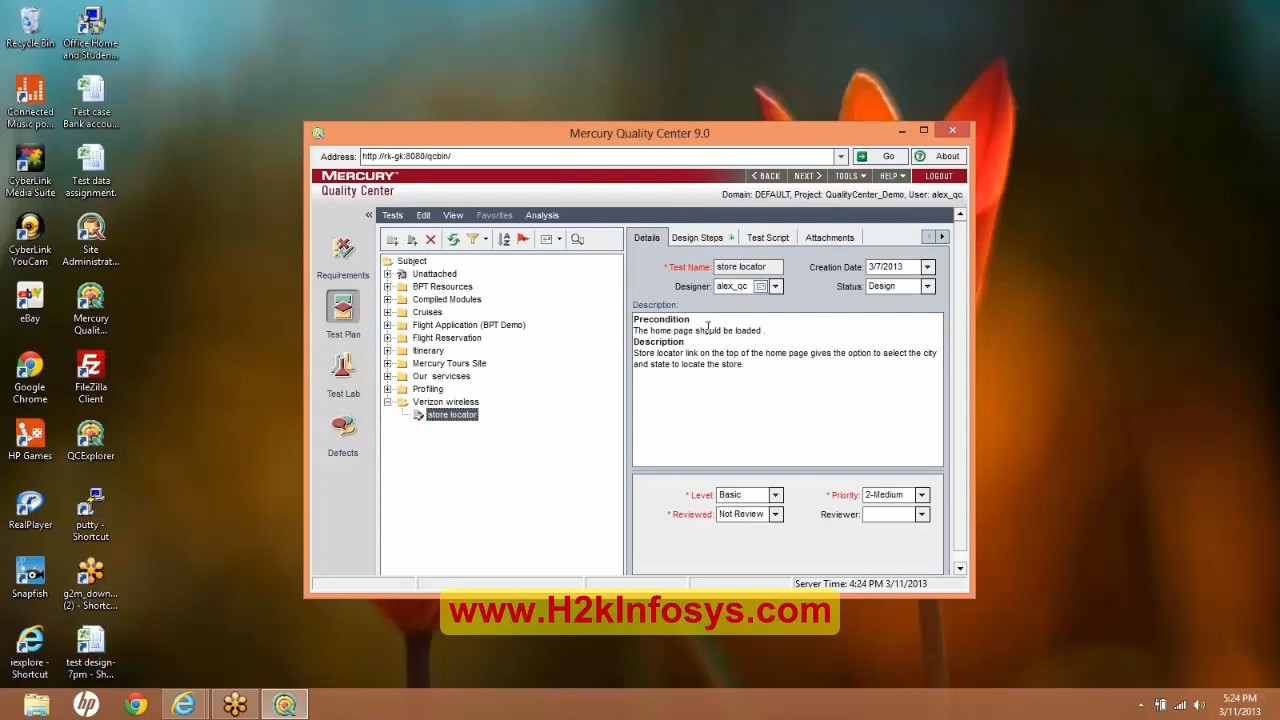 Recycle Bin
Office Home
and Studen...
Connected
Music po...
Test case
Bank accou...
CyberLink
Media Suite
Test data
assignment.
CyberLink
YouCam
Site
Administrat...
eBay
Mercury
Qualit...
Google
Chrome
FileZilla
Client
HP Games
QCExplorer
RealPlayer
putty -
Shortcut
Snapfish
g2m_down...
(2) - Shortc...
iexplore -
Shortcut
test design-
7pm - Sh...
Mercury Quality Center 9.0
Address: http://rk-gk:8080/qcbin/ Go About
MERCURY™ BACK NEXT TOOLS HELP LOGOUT
Quality Center
Domain: DEFAULT, Project: QualityCenter_Demo, User: alex_qc
« Tests Edit View Favorites Analysis
Requirements
Test Plan
Test Lab
Defects
Subject
Unattached
BPT Resources
Compiled Modules
Cruises
Flight Application (BPT Demo)
Flight Reservation
Itinerary
Mercury Tours Site
Our servicses
Profiling
Verizon wireless
store locator
Details Design Steps Test Script Attachments
* Test Name: store locator Creation Date: 3/7/2013
Designer: alex_qc Status: Design
Description:
Precondition
The home page should be loaded .
Description
Store locator link on the top of the home page gives the option to select the city
and state to locate the store.
* Level: Basic * Priority: 2-Medium
* Reviewed: Not Review Reviewer:
Server Time: 4:24 PM 3/11/2013
www.H2kInfosys.com
hp
5:24 PM
3/11/2013